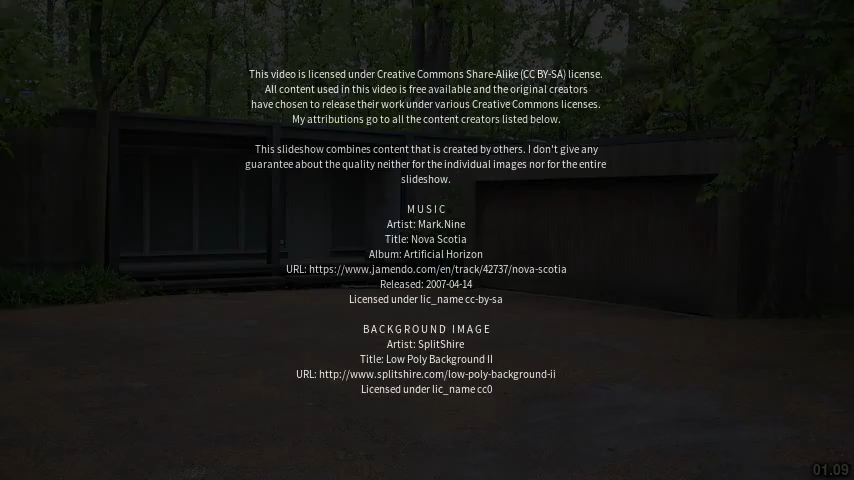 This video is licensed under Creative Commons Share-Alike (CC BY-SA) license.
All content used in this video is free available and the original creators
have chosen to release their work under various Creative Commons licenses.
My attributions go to all the content creators listed below.
This slideshow combines content that is created by others. I don't give any
guarantee about the quality neither for the individual images nor for the entire
slideshow.
MUSIC
Artist: Mark.Nine
Title: Nova Scotia
Album: Artificial Horizon
URL: https://www.jamendo.com/en/track/42737/nova-scotia
Released: 2007-04-14
Licensed under lic_name cc-by-sa
BACKGROUND IMAGE
Artist: SplitShire
Title: Low Poly Background II
URL: http://www.splitshire.com/low-poly-background-ii
Licensed under lic_name cc0
01.09